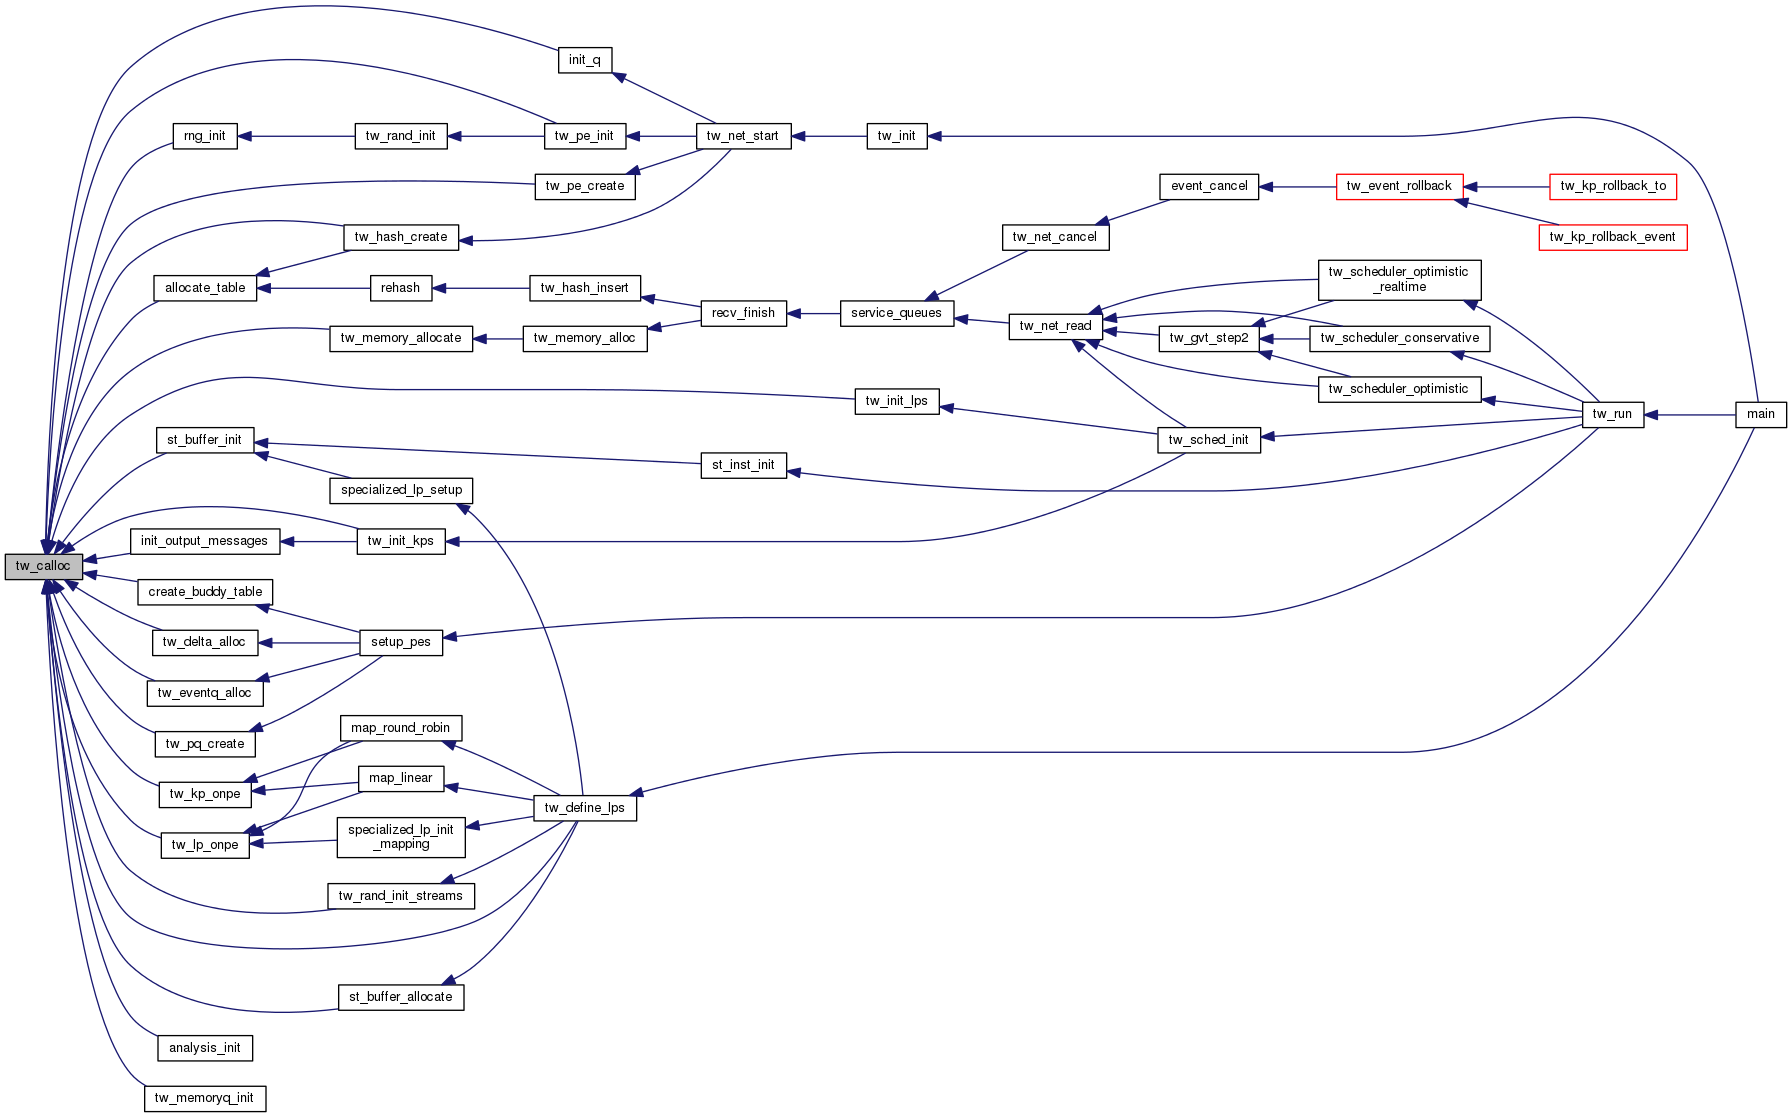 init_q
rng_init
tw_rand_init
tw_pe_init
tw_net_start
tw_init
tw_pe_create
event_cancel
tw_event_rollback
tw_kp_rollback_to
tw_hash_create
tw_net_cancel
tw_kp_rollback_event
allocate_table
rehash
tw_hash_insert
tw_scheduler_optimistic
_realtime
recv_finish
service_queues
tw_net_read
tw_memory_allocate
tw_memory_alloc
tw_gvt_step2
tw_scheduler_conservative
tw_init_lps
tw_scheduler_optimistic
tw_run
main
st_buffer_init
tw_sched_init
st_inst_init
specialized_lp_setup
init_output_messages
tw_init_kps
tw_calloc
create_buddy_table
tw_delta_alloc
setup_pes
tw_eventq_alloc
map_round_robin
tw_pq_create
map_linear
tw_kp_onpe
tw_define_lps
specialized_lp_init
_mapping
tw_lp_onpe
tw_rand_init_streams
st_buffer_allocate
analysis_init
tw_memoryq_init